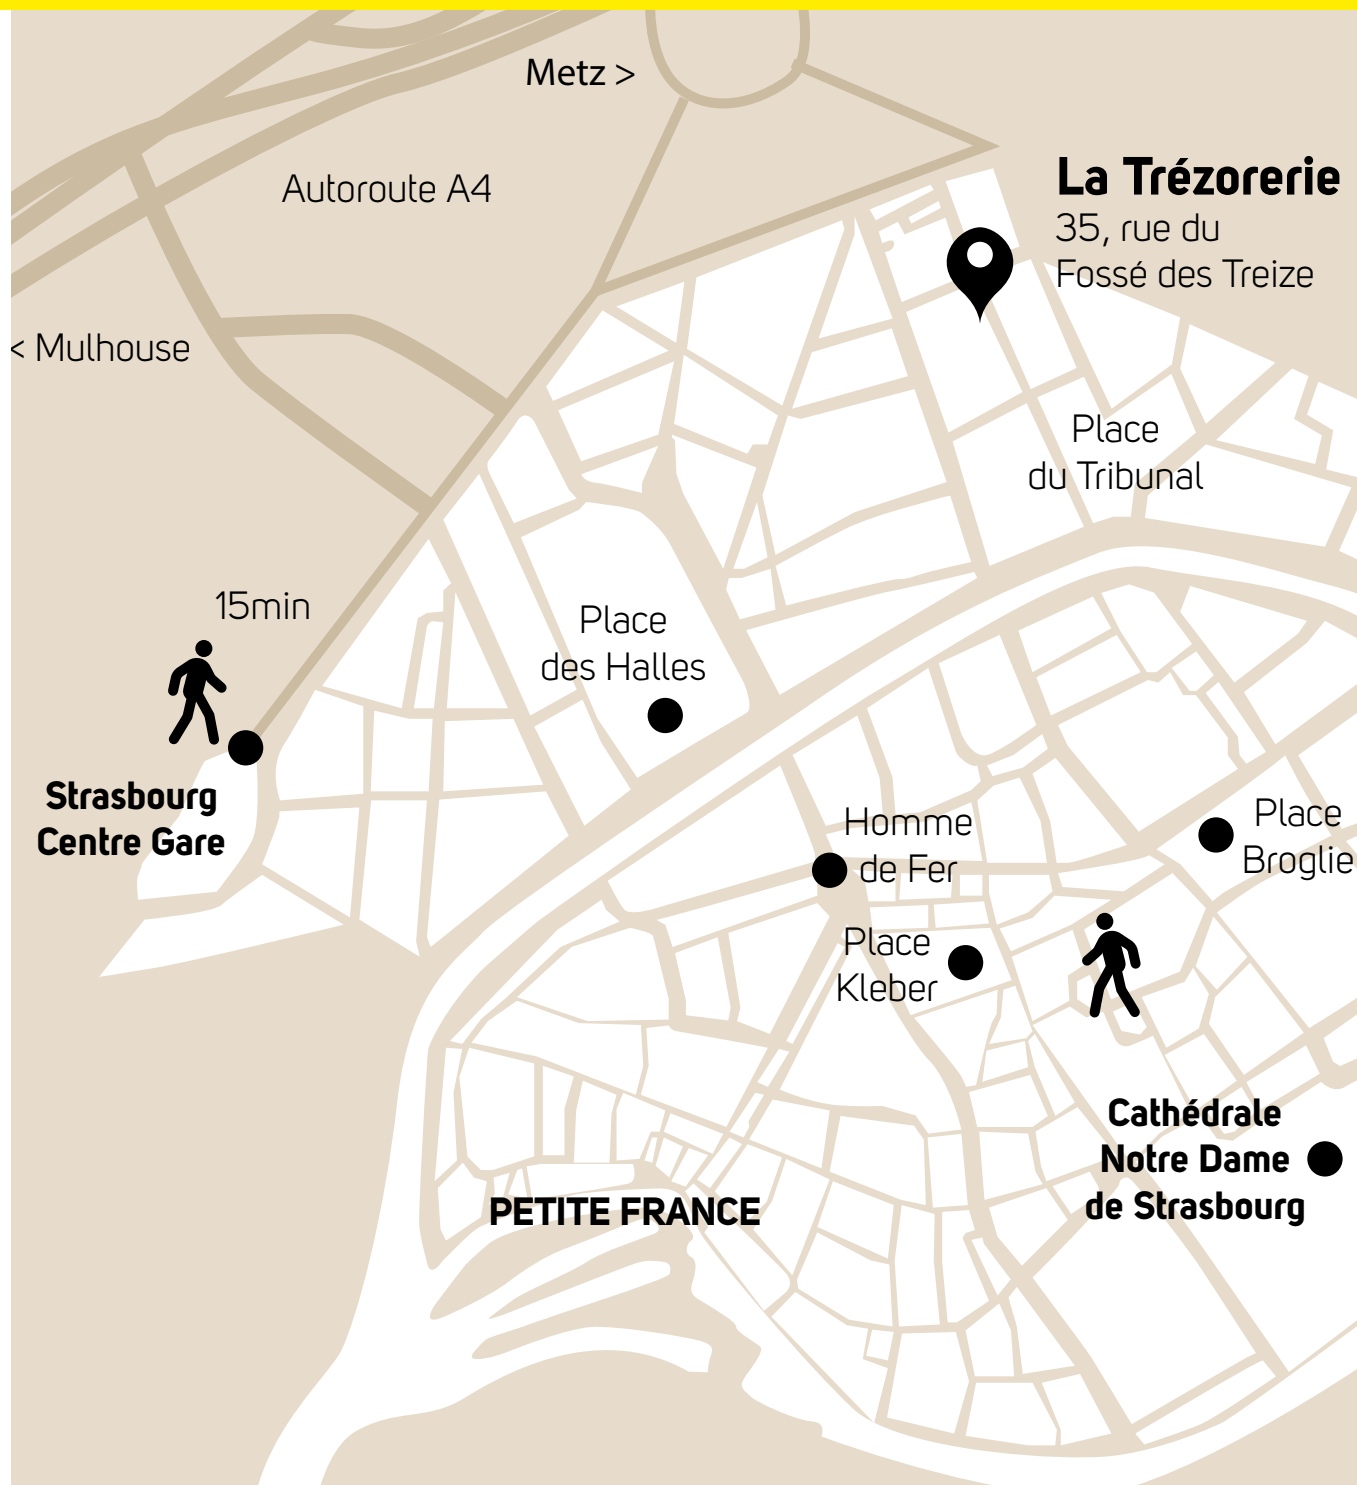 Metz >
Autoroute A4
La Trézorerie
35, rue du
Fossé des Treize
< Mulhouse
Place
du Tribunal
15min
Place
des Halles
Strasbourg
Centre Gare
Homme
de Fer
Place
Broglie
Place
Kleber
Cathédrale
Notre Dame
de Strasbourg
PETITE FRANCE